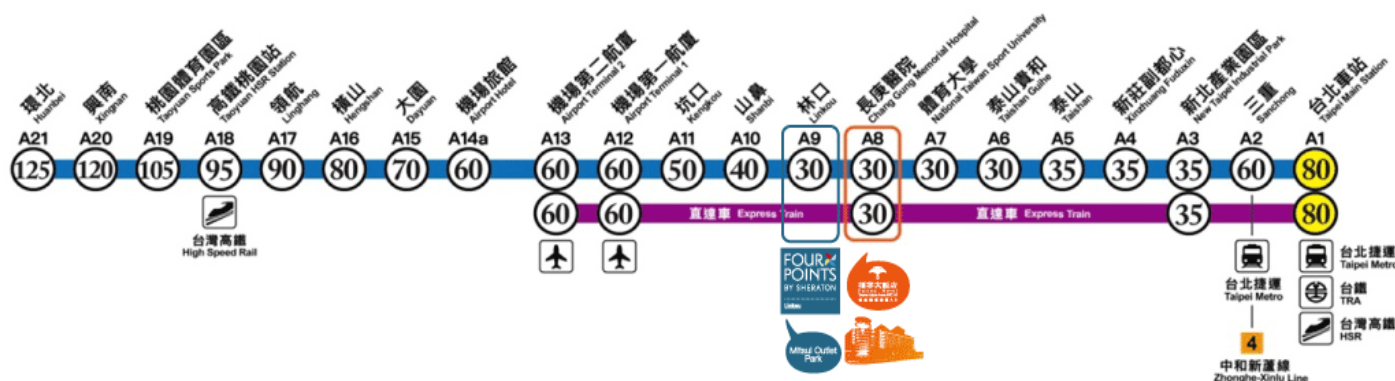 環北
Huanbei
興南
Xingnan
桃園體育園區
Taoyuan Sports Park
高鐵桃園站
Taoyuan HSR Station
領航
Linghang
橫山
Hengshan
大園
Dayuan
機場旅館
Airport Hotel
機場第二航廈
Airport Terminal 2
機場第一航廈
Airport Terminal 1
坑口
Kengkou
山鼻
Shanbi
林口
Linkou
長庚醫院
Chang Gung Memorial Hospital
體育大學
National Taiwan Sport University
泰山貴和
Taishan Guihe
泰山
Taishan
新莊副都心
Xinzhuang Fuduxin
新北產業園區
New Taipei Industrial Park
三重
Sanchong
台北車站
Taipei Main Station
A21 A20 A19 A18 A17 A16 A15 A14a A13 A12 A11 A10 A9 A8 A7 A6 A5 A4 A3 A2 A1
125 120 105 95 90 80 70 60 60 60 50 40 30 30 30 30 35 35 35 60 80
60 60 直達車 Express Train 30 直達車 Express Train 35 80
台灣高鐵
High Speed Rail
FOUR
POINTS
BY SHERATON
Linkou
Mitsui Outlet
Park
台北捷運
Taipei Metro
4
中和新蘆線
Zhonghe-Xinlu Line
台北捷運
Taipei Metro
台鐵
TRA
台灣高鐵
HSR